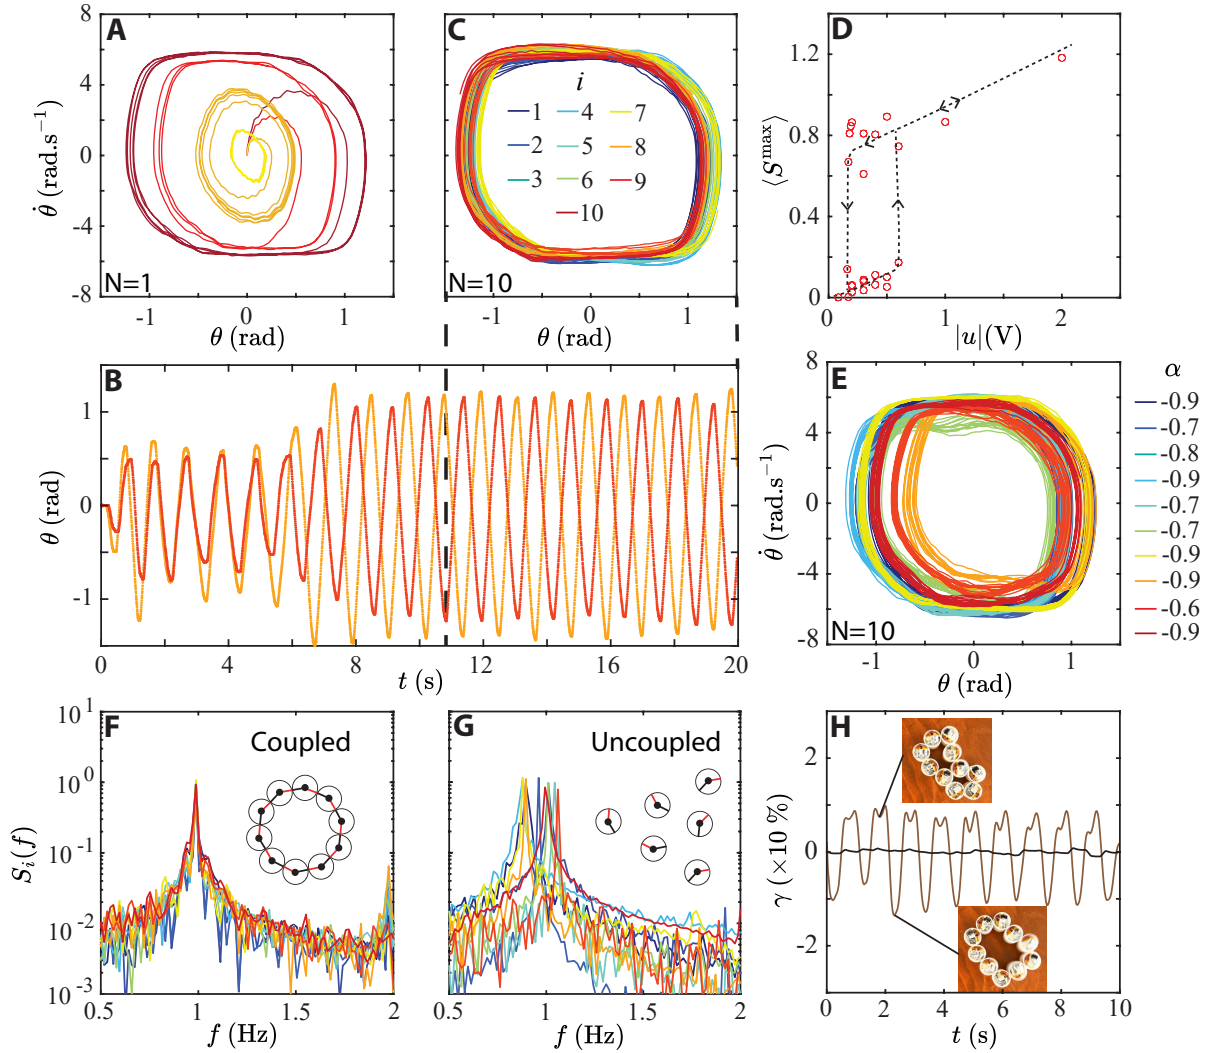 A
8
4
0
-4
-8
θ̇ (rad.s⁻¹)
N=1
-1
0
1
θ (rad)
C
i
1 4 7
2 5 8
3 6 9
10
N=10
-1
0
1
θ (rad)
D
1.2
0.8
0.4
0
⟨Sᵐᵃˣ⟩
0
1
2
|u|(V)
B
1
0
-1
θ (rad)
0 4 8 12 16 20
t (s)
E
8
4
0
-4
-8
θ̇ (rad.s⁻¹)
N=10
-1
0
1
θ (rad)
α
-0.9
-0.7
-0.8
-0.9
-0.7
-0.7
-0.9
-0.9
-0.6
-0.9
F
Coupled
10¹
10⁰
10⁻¹
10⁻²
10⁻³
Sᵢ(f)
0.5 1 1.5 2
f (Hz)
G
Uncoupled
0.5 1 1.5 2
f (Hz)
H
2
0
-2
γ (×10 %)
0 2 4 6 8 10
t (s)